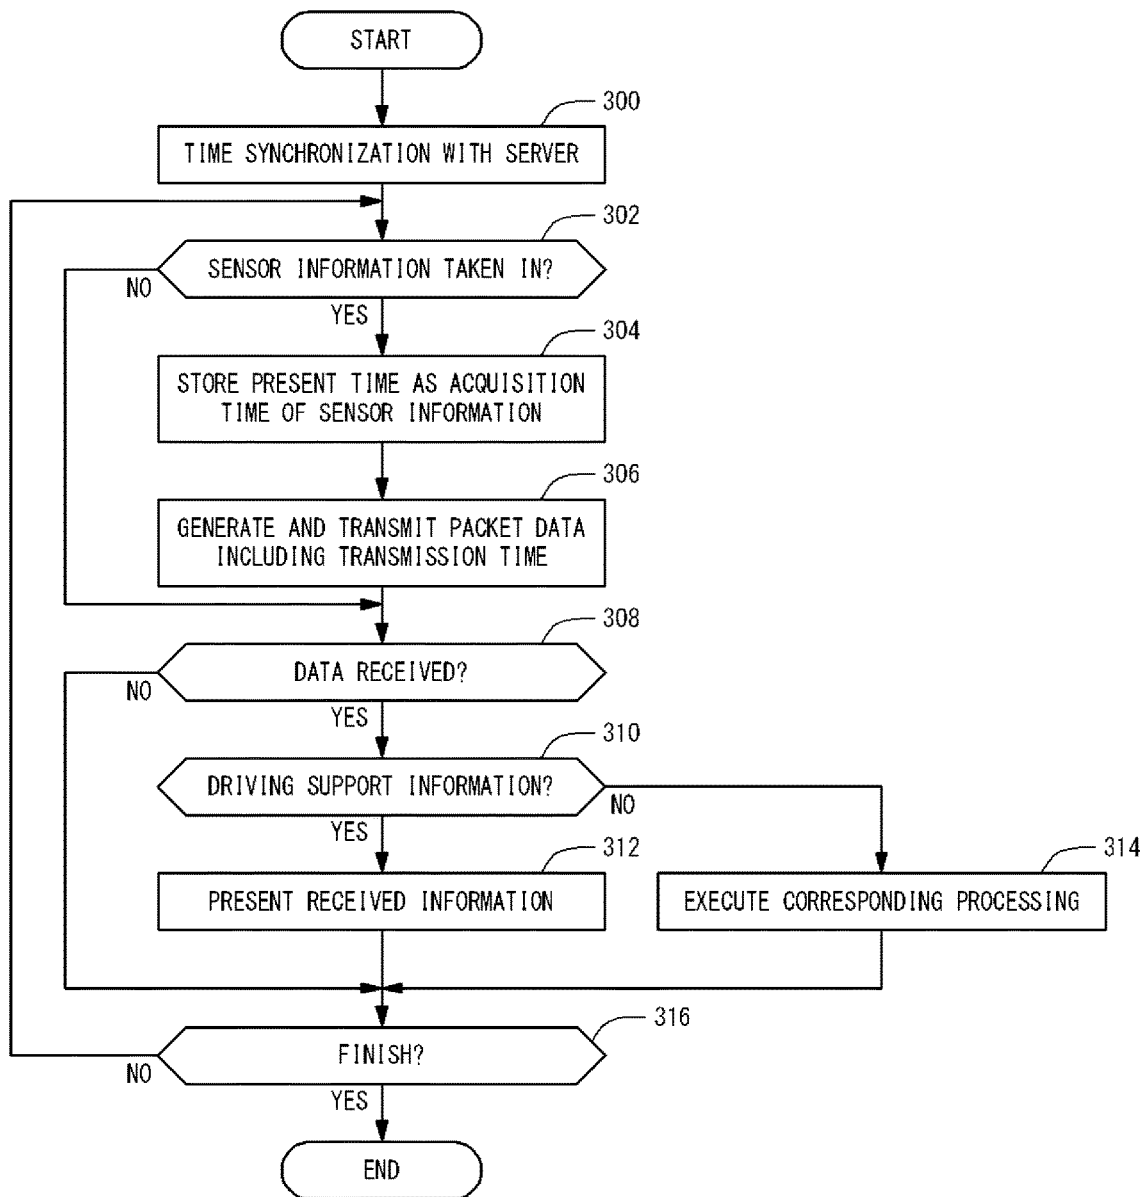 START
300
TIME SYNCHRONIZATION WITH SERVER
302
SENSOR INFORMATION TAKEN IN?
NO
YES
304
STORE PRESENT TIME AS ACQUISITION
TIME OF SENSOR INFORMATION
306
GENERATE AND TRANSMIT PACKET DATA
INCLUDING TRANSMISSION TIME
308
DATA RECEIVED?
NO
YES
310
DRIVING SUPPORT INFORMATION?
NO
YES
312
PRESENT RECEIVED INFORMATION
314
EXECUTE CORRESPONDING PROCESSING
316
FINISH?
NO
YES
END